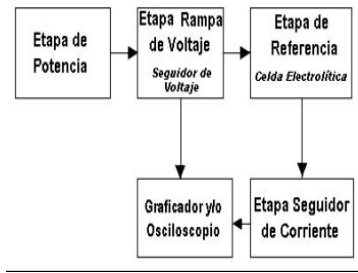 Etapa de
Potencia
Etapa Rampa
de Voltaje
Seguidor de
Voltaje
Etapa de
Referencia
Celda Electrolítica
Graficador y/o
Osciloscopio
Etapa Seguidor
de Corriente